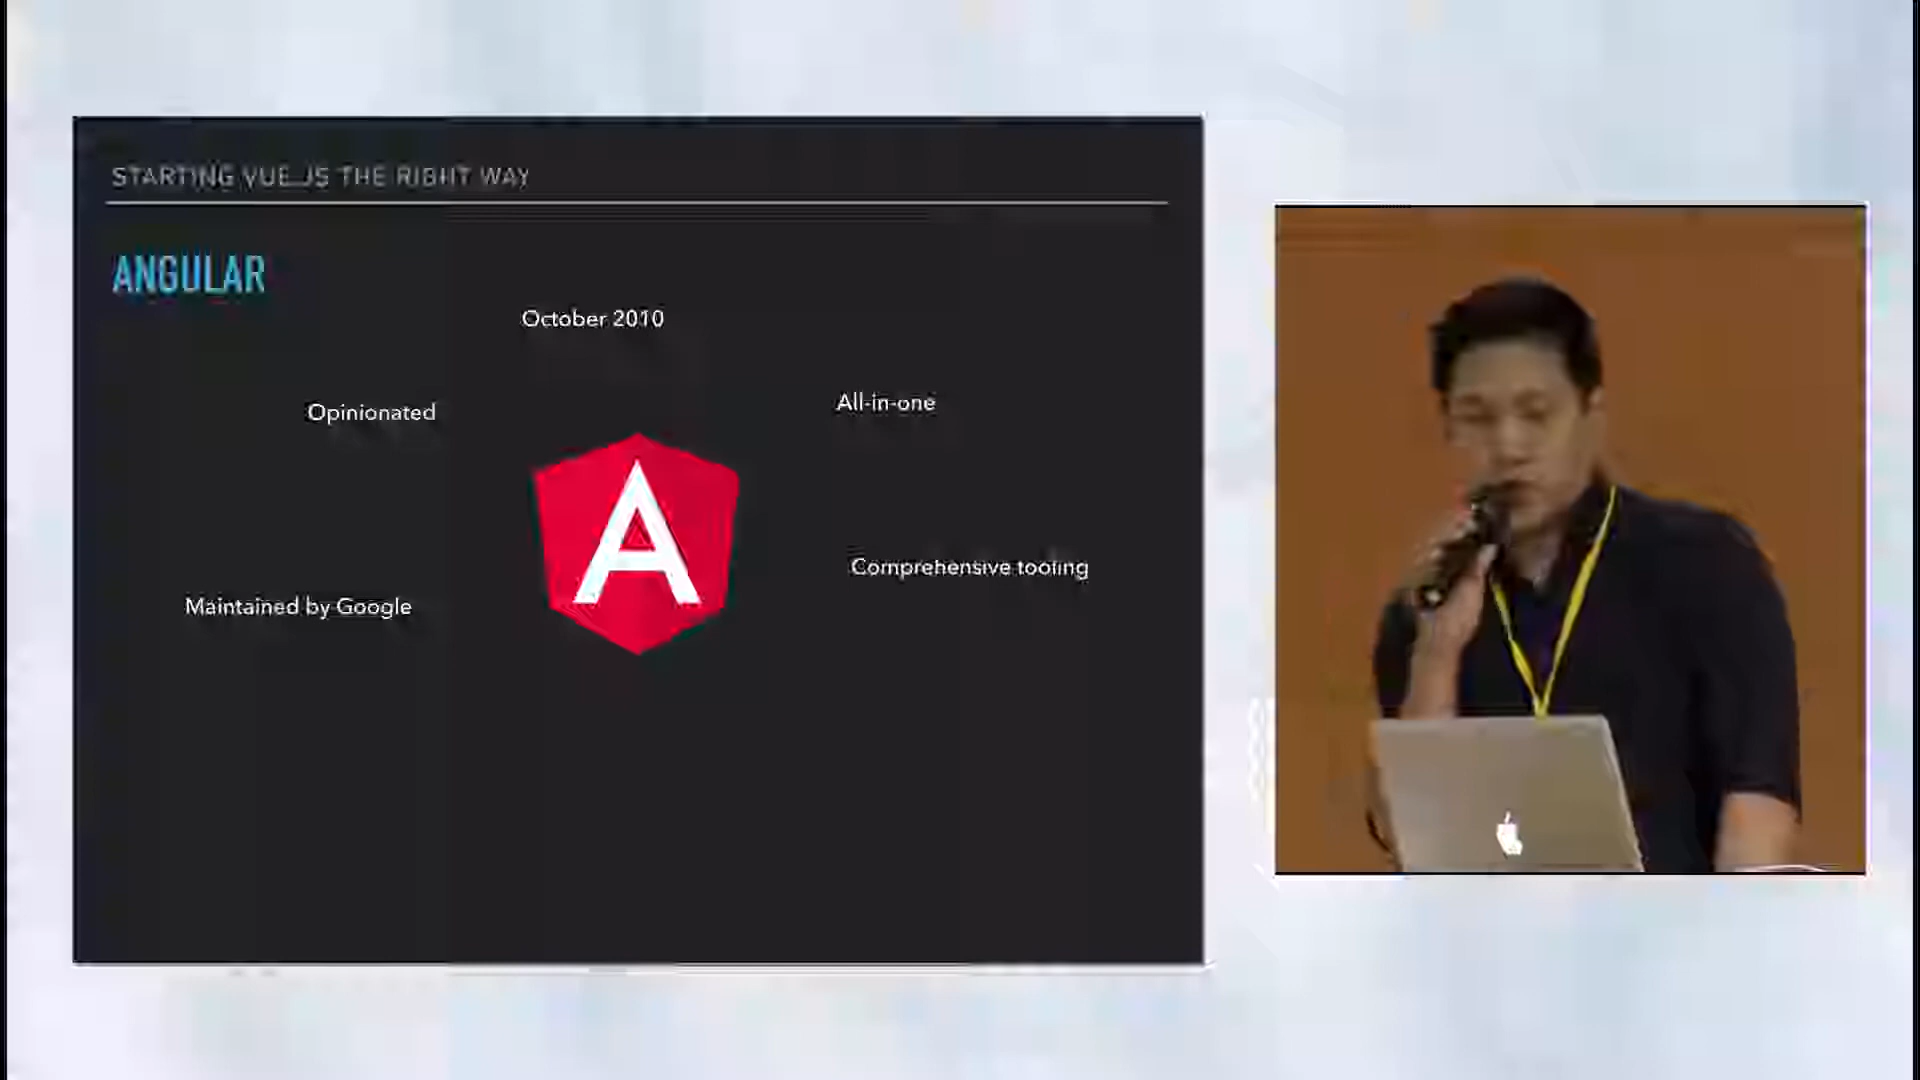 STARTING VUE.JS THE RIGHT WAY
ANGULAR
October 2010
Opinionated
All-in-one
A
Comprehensive tooling
Maintained by Google